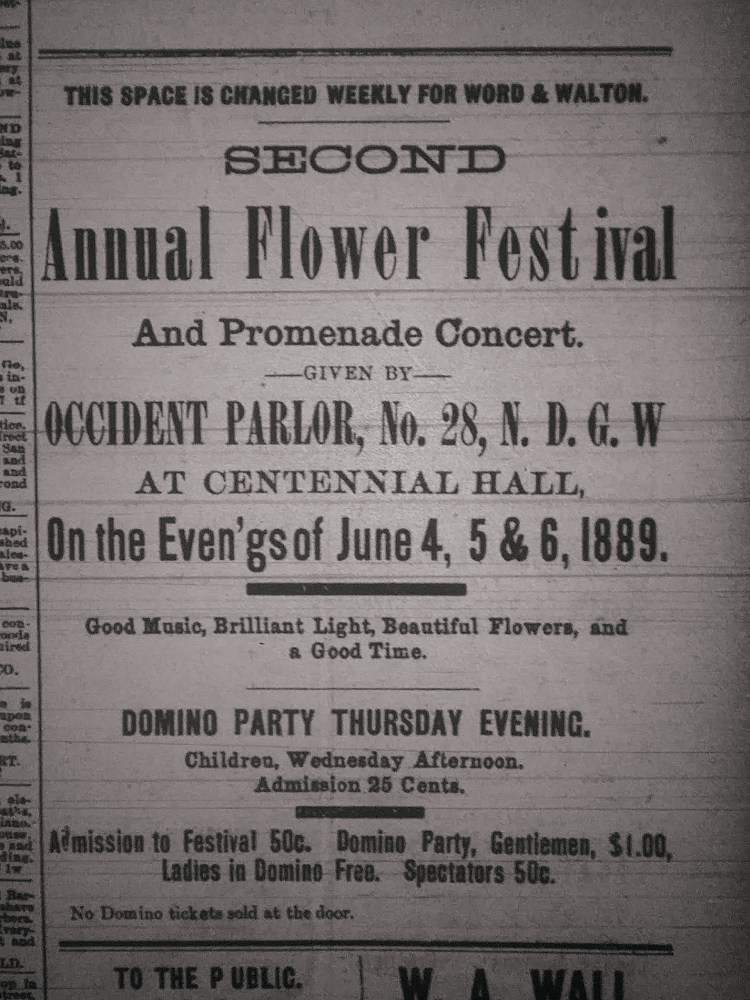 THIS SPACE IS CHANGED WEEKLY FOR WORD & WALTON.
SECOND
Annual Flower Festival
And Promenade Concert.
—GIVEN BY—
OCCIDENT PARLOR, No. 28, N. D. G. W
AT CENTENNIAL HALL,
On the Even'gs of June 4, 5 & 6, 1889.
Good Music, Brilliant Light, Beautiful Flowers, and
a Good Time.
DOMINO PARTY THURSDAY EVENING.
Children, Wednesday Afternoon.
Admission 25 Cents.
Admission to Festival 50c. Domino Party, Gentlemen, $1.00,
Ladies in Domino Free. Spectators 50c.
No Domino tickets sold at the door.
TO THE PUBLIC.
W. A. WALL